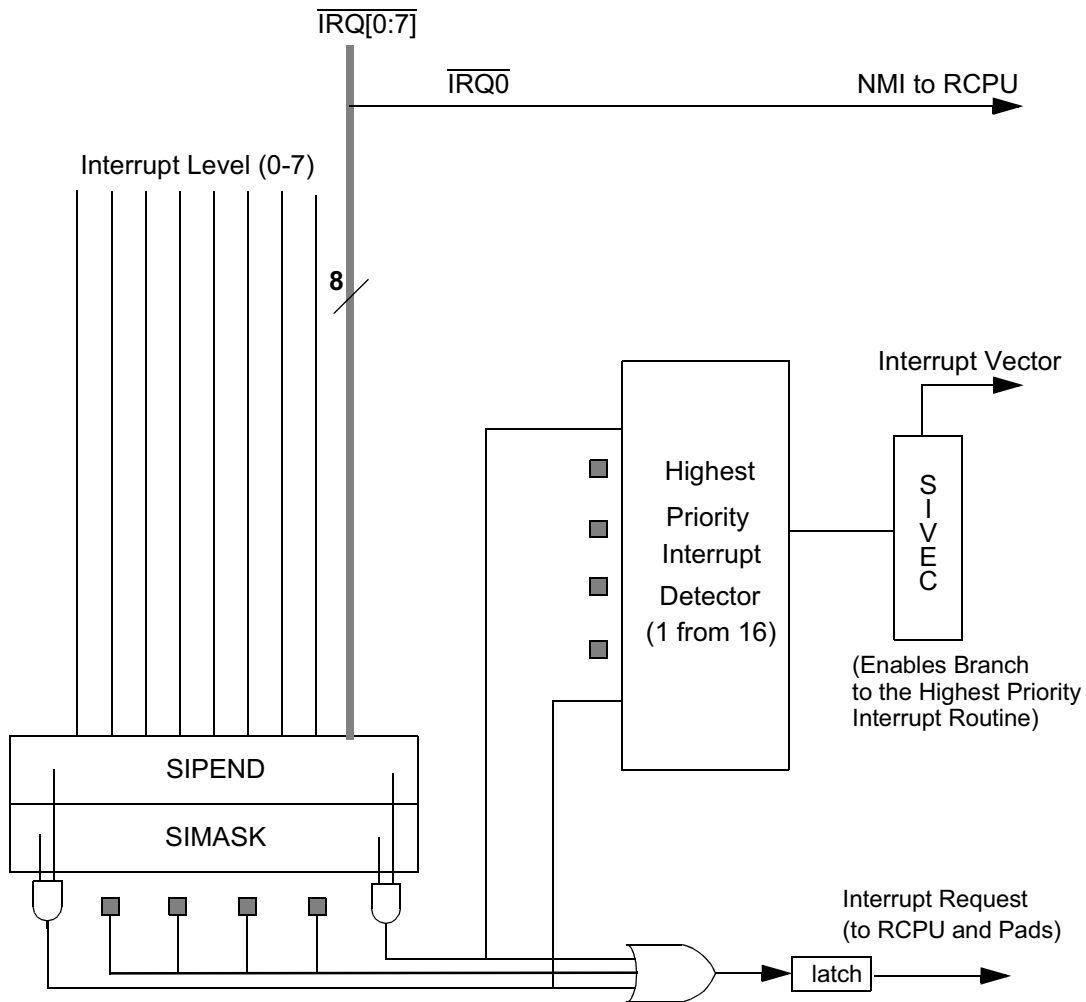 IRQ[0:7]
IRQ0
NMI to RCPU
Interrupt Level (0-7)
8
Interrupt Vector
Highest
Priority
Interrupt
Detector
(1 from 16)
S
I
V
E
C
(Enables Branch
to the Highest Priority
Interrupt Routine)
SIPEND
SIMASK
Interrupt Request
(to RCPU and Pads)
latch